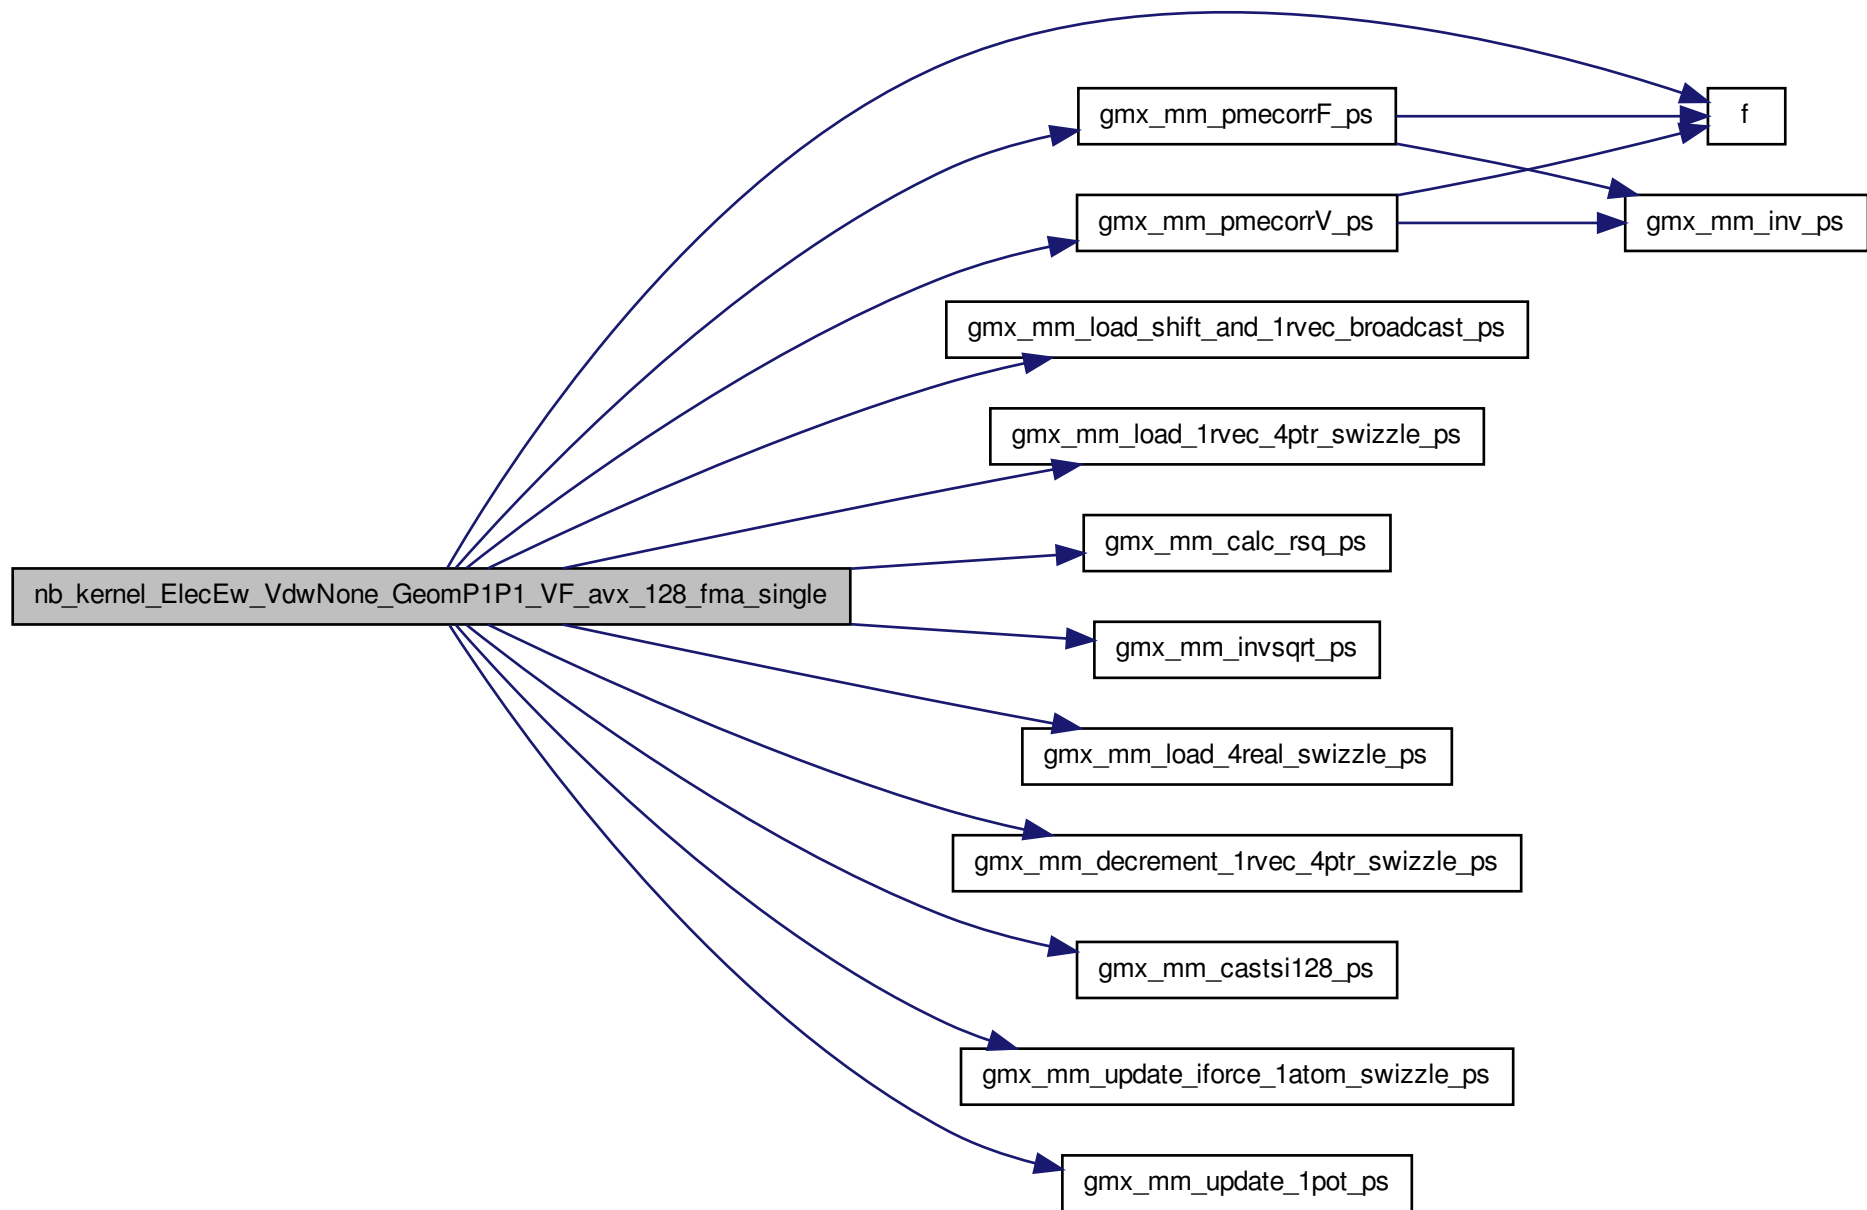 f
gmx_mm_pmecorrF_ps
gmx_mm_pmecorrV_ps
gmx_mm_inv_ps
gmx_mm_load_shift_and_1rvec_broadcast_ps
gmx_mm_load_1rvec_4ptr_swizzle_ps
gmx_mm_calc_rsq_ps
nb_kernel_ElecEw_VdwNone_GeomP1P1_VF_avx_128_fma_single
gmx_mm_invsqrt_ps
gmx_mm_load_4real_swizzle_ps
gmx_mm_decrement_1rvec_4ptr_swizzle_ps
gmx_mm_castsi128_ps
gmx_mm_update_iforce_1atom_swizzle_ps
gmx_mm_update_1pot_ps